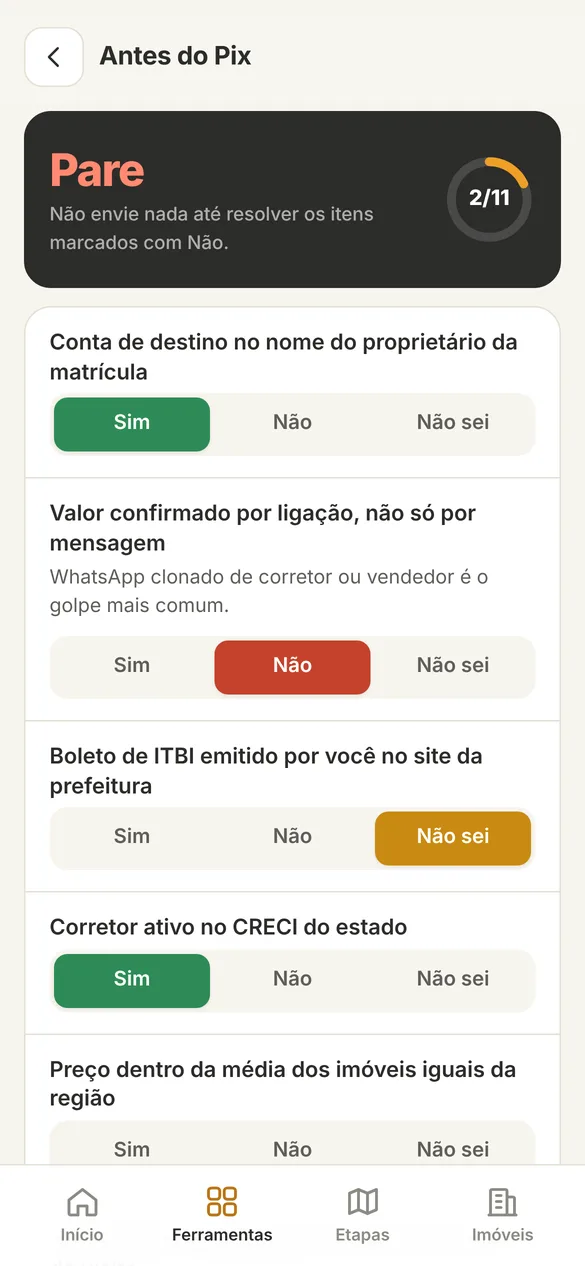 Antes do Pix
Pare
Não envie nada até resolver os itens
marcados com Não.
2/11
Conta de destino no nome do proprietário da
matrícula
Sim
Não
Não sei
Valor confirmado por ligação, não só por
mensagem
WhatsApp clonado de corretor ou vendedor é o
golpe mais comum.
Sim
Não
Não sei
Boleto de ITBI emitido por você no site da
prefeitura
Sim
Não
Não sei
Corretor ativo no CRECI do estado
Sim
Não
Não sei
Preço dentro da média dos imóveis iguais da
região
Sim
Não
Não sei
Início
Ferramentas
Etapas
Imóveis